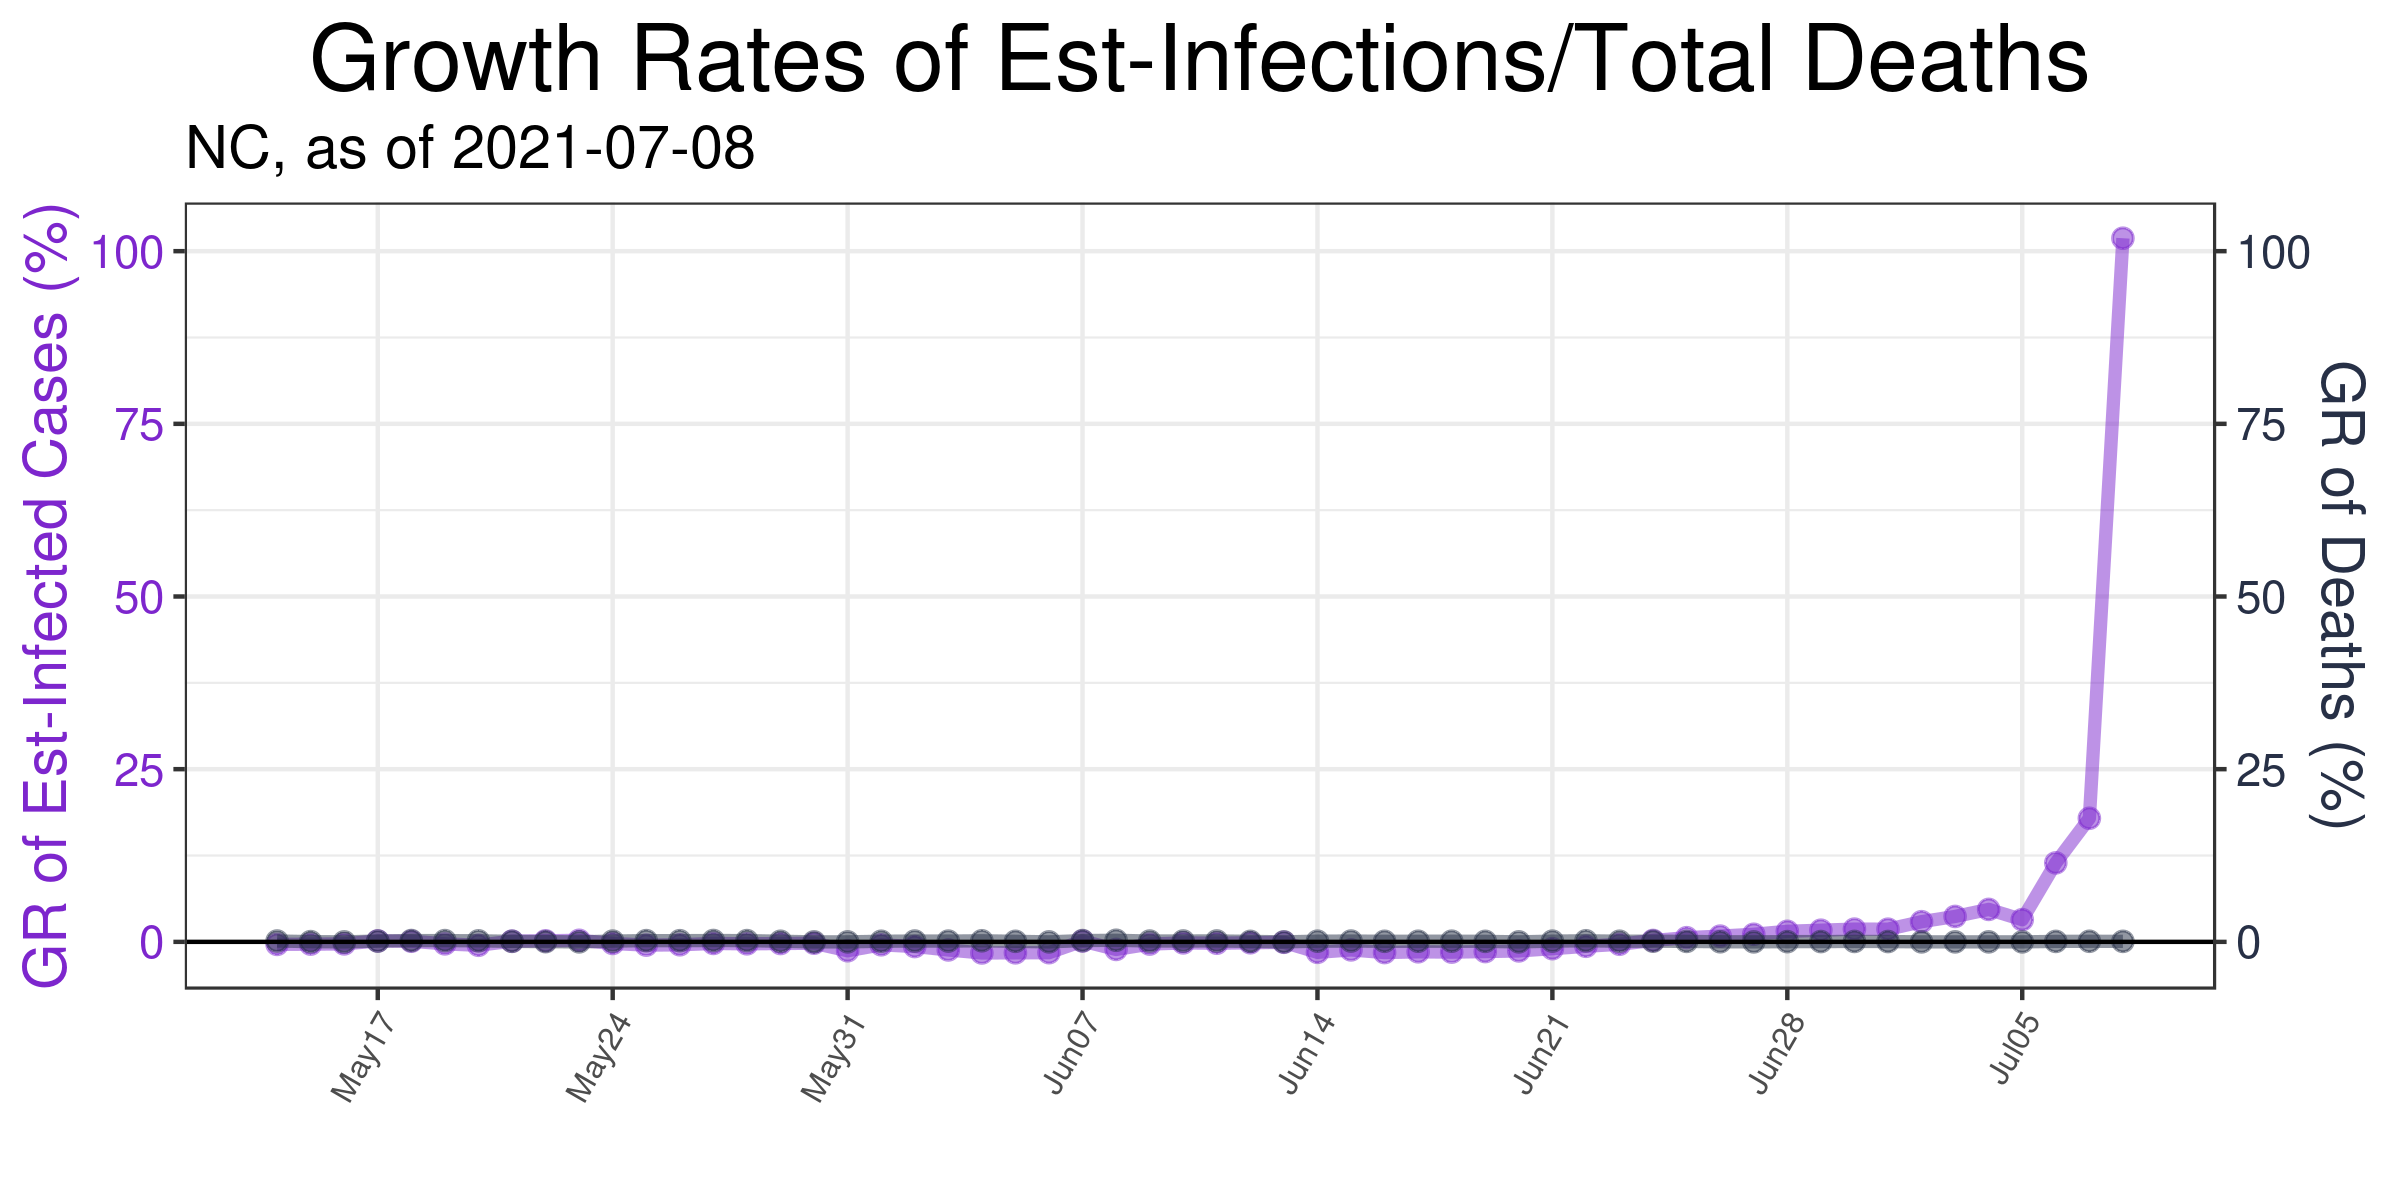 Growth Rates of Est-Infections/Total Deaths
NC, as of 2021-07-08
GR of Est-Infected Cases (%)
100
75
50
25
0
100
75
50
25
0
GR of Deaths (%)
May17
May24
May31
Jun07
Jun14
Jun21
Jun28
Jul05